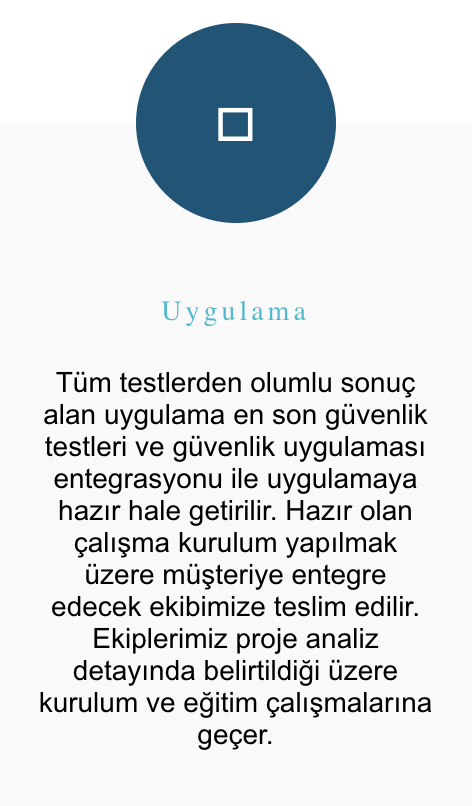 Uygulama
Tüm testlerden olumlu sonuç
alan uygulama en son güvenlik
testleri ve güvenlik uygulaması
entegrasyonu ile uygulamaya
hazır hale getirilir. Hazır olan
çalışma kurulum yapılmak
üzere müşteriye entegre
edecek ekibimize teslim edilir.
Ekiplerimiz proje analiz
detayında belirtildiği üzere
kurulum ve eğitim çalışmalarına
geçer.